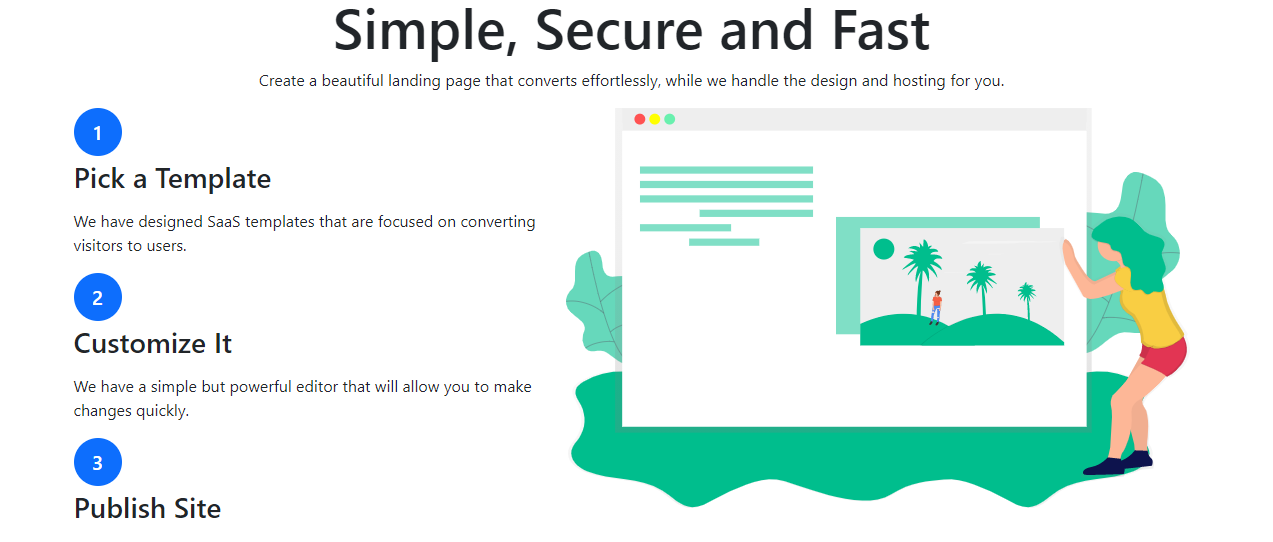 Simple, Secure and Fast
Create a beautiful landing page that converts effortlessly, while we handle the design and hosting for you.
1
Pick a Template
We have designed SaaS templates that are focused on converting
visitors to users.
2
Customize It
We have a simple but powerful editor that will allow you to make
changes quickly.
3
Publish Site